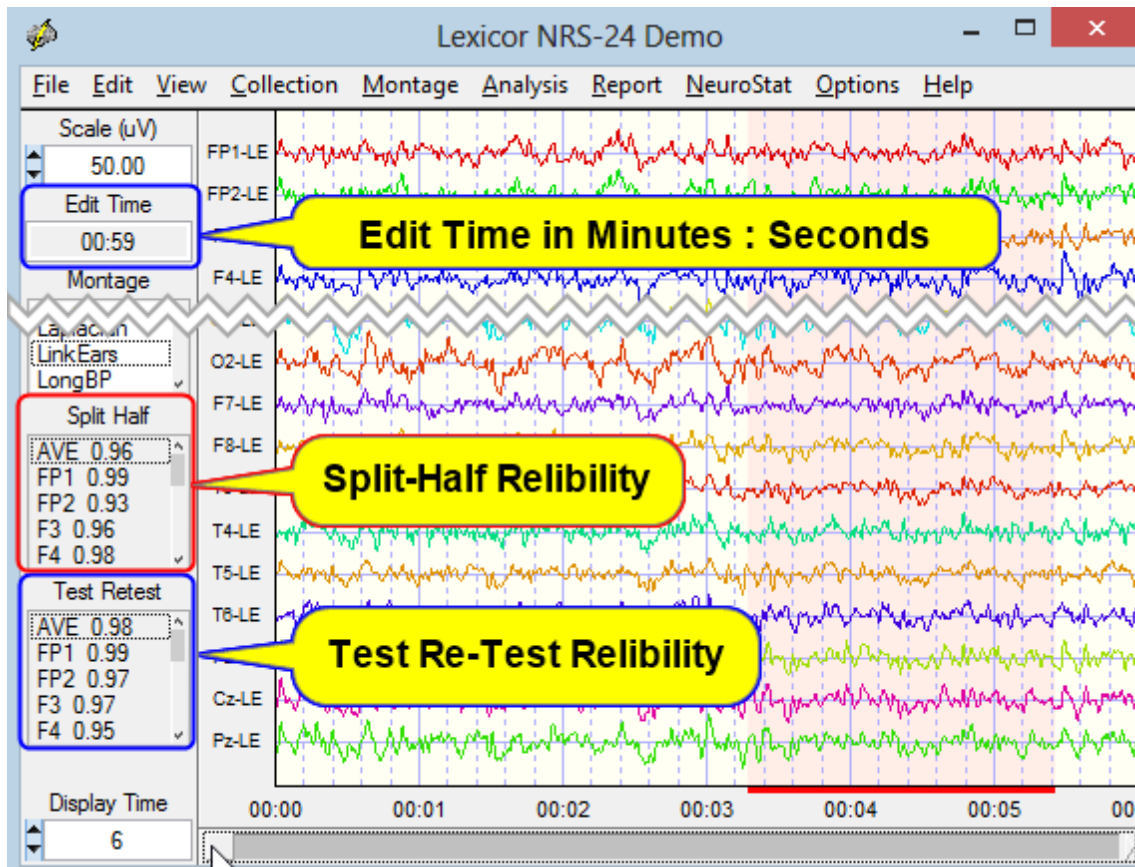 Lexicor NRS-24 Demo
File Edit View Collection Montage Analysis Report NeuroStat Options Help
Scale (uV)
50.00
Edit Time
00:59
Montage
LinkEars
LongBP
Split Half
AVE 0.96
FP1 0.99
FP2 0.93
F3 0.96
F4 0.98
Test Retest
AVE 0.98
FP1 0.99
FP2 0.97
F3 0.97
F4 0.95
Display Time
6
FP1-LE
FP2-LE
Edit Time in Minutes : Seconds
F4-LE
O2-LE
F7-LE
F8-LE
Split-Half Relibility
T4-LE
T5-LE
T6-LE
Test Re-Test Relibility
Cz-LE
Pz-LE
00:00 00:01 00:02 00:03 00:04 00:05 00